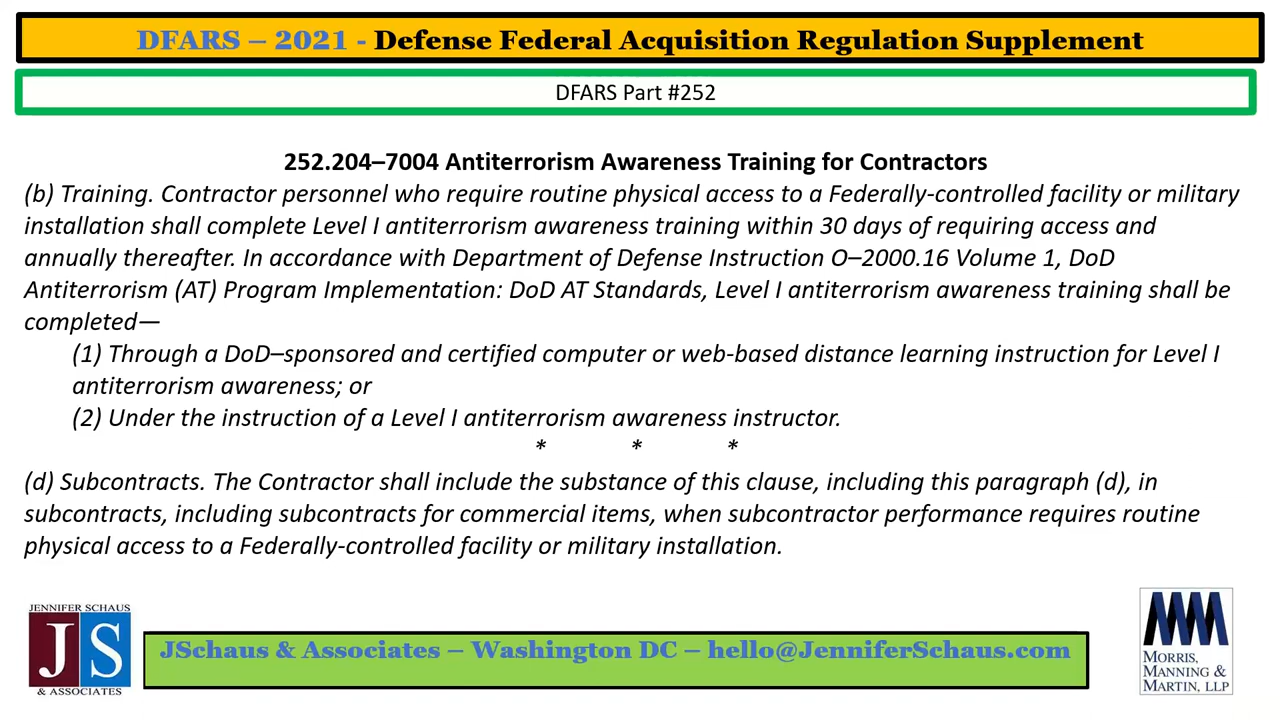 DFARS – 2021 - Defense Federal Acquisition Regulation Supplement
DFARS Part #252
252.204–7004 Antiterrorism Awareness Training for Contractors
(b) Training. Contractor personnel who require routine physical access to a Federally-controlled facility or military
installation shall complete Level I antiterrorism awareness training within 30 days of requiring access and
annually thereafter. In accordance with Department of Defense Instruction O–2000.16 Volume 1, DoD
Antiterrorism (AT) Program Implementation: DoD AT Standards, Level I antiterrorism awareness training shall be
completed—
(1) Through a DoD–sponsored and certified computer or web-based distance learning instruction for Level I
antiterrorism awareness; or
(2) Under the instruction of a Level I antiterrorism awareness instructor.
* * *
(d) Subcontracts. The Contractor shall include the substance of this clause, including this paragraph (d), in
subcontracts, including subcontracts for commercial items, when subcontractor performance requires routine
physical access to a Federally-controlled facility or military installation.
JENNIFER SCHAUS
JS
& ASSOCIATES
JSchaus & Associates – Washington DC – hello@JenniferSchaus.com
MMM
MORRIS,
MANNING &
MARTIN, LLP